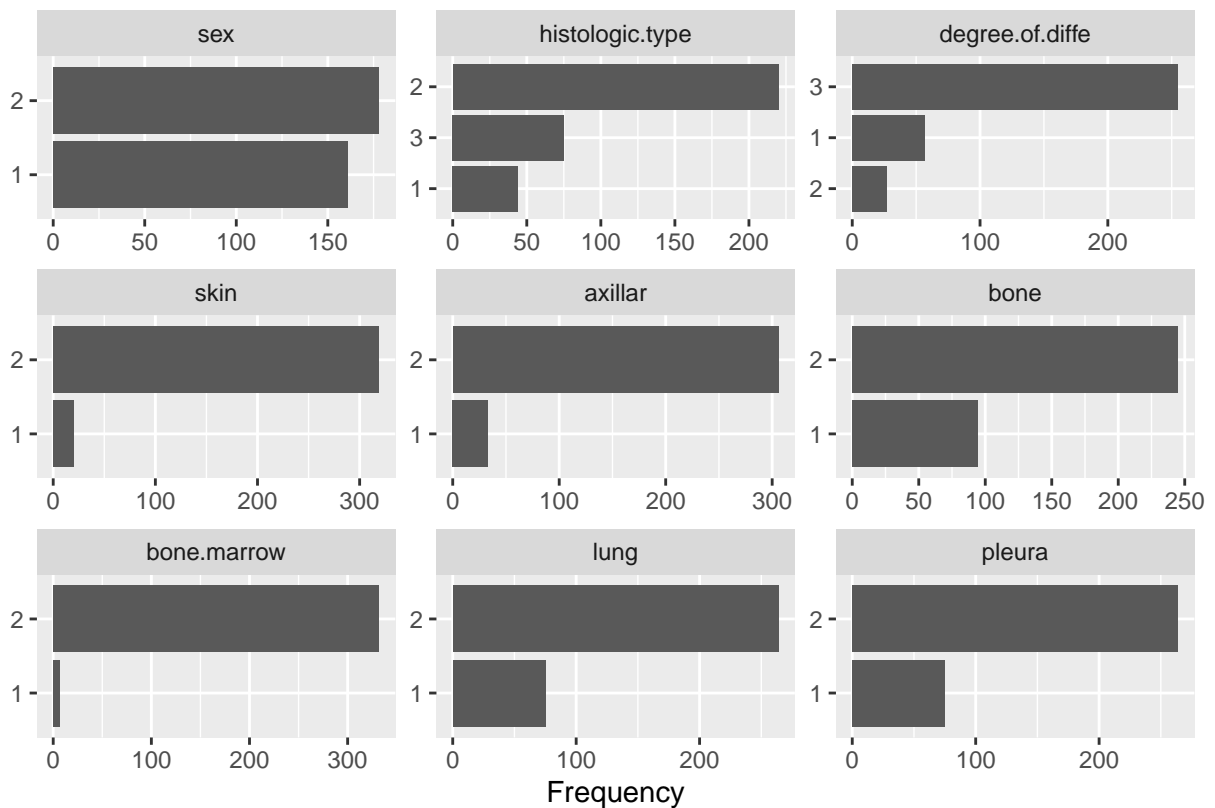 sex histologic.type degree.of.diffe
2 2 3
3 1
1 1 2
0 50 100 150 0 50 100 150 200 0 100 200
skin axillar bone
2 2 2
1 1 1
0 100 200 300 0 100 200 300 0 50 100 150 200 250
bone.marrow lung pleura
2 2 2
1 1 1
0 100 200 300 0 100 200 0 100 200
Frequency